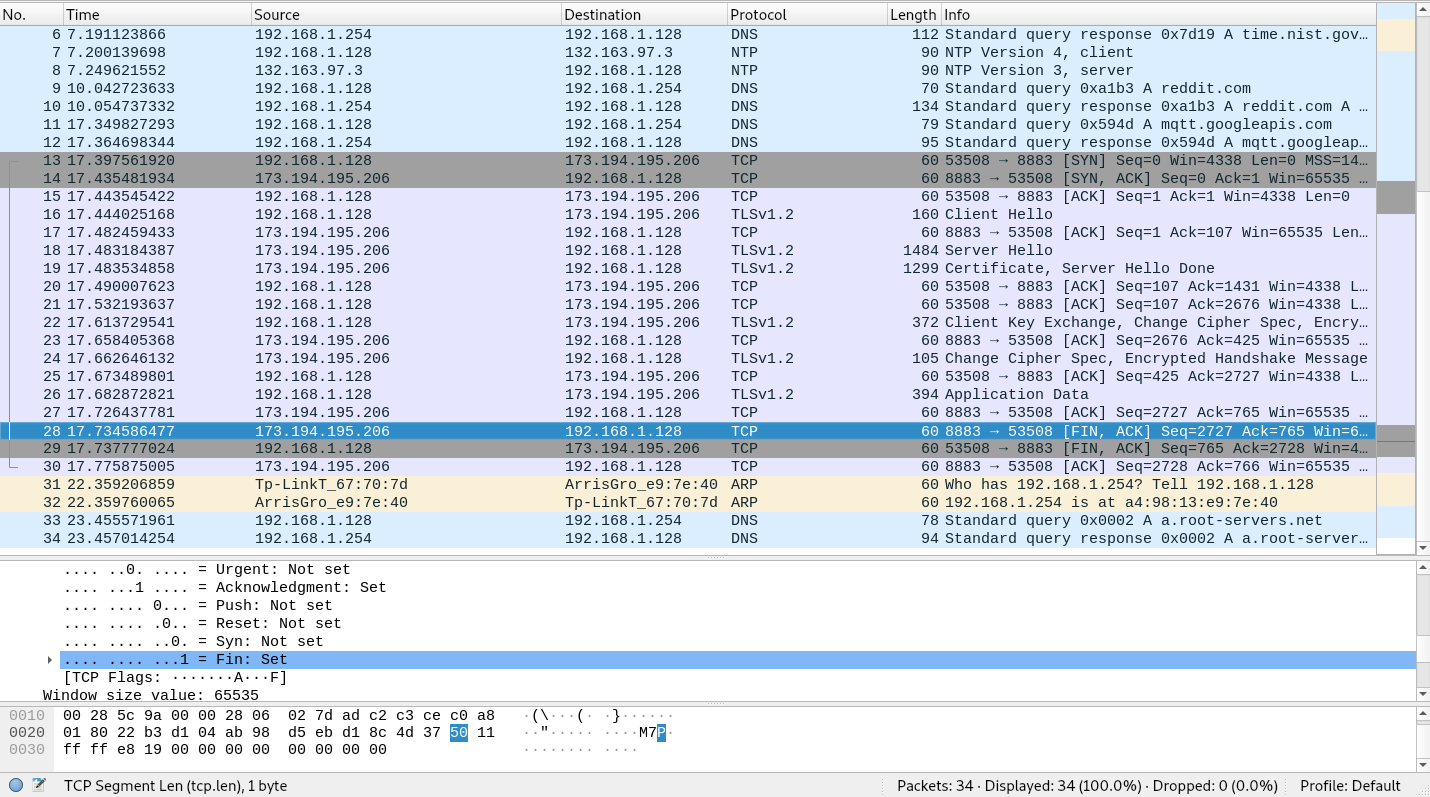 No. Time Source Destination Protocol Length Info
6 7.191123866 192.168.1.254 192.168.1.128 DNS 112 Standard query response 0x7d19 A time.nist.gov…
7 7.200139698 192.168.1.128 132.163.97.3 NTP 90 NTP Version 4, client
8 7.249621552 132.163.97.3 192.168.1.128 NTP 90 NTP Version 3, server
9 10.042723633 192.168.1.128 192.168.1.254 DNS 70 Standard query 0xa1b3 A reddit.com
10 10.054737332 192.168.1.254 192.168.1.128 DNS 134 Standard query response 0xa1b3 A reddit.com A …
11 17.349827293 192.168.1.128 192.168.1.254 DNS 79 Standard query 0x594d A mqtt.googleapis.com
12 17.364698344 192.168.1.254 192.168.1.128 DNS 95 Standard query response 0x594d A mqtt.googleap…
13 17.397561920 192.168.1.128 173.194.195.206 TCP 60 53508 → 8883 [SYN] Seq=0 Win=4338 Len=0 MSS=14…
14 17.435481934 173.194.195.206 192.168.1.128 TCP 60 8883 → 53508 [SYN, ACK] Seq=0 Ack=1 Win=65535 …
15 17.443545422 192.168.1.128 173.194.195.206 TCP 60 53508 → 8883 [ACK] Seq=1 Ack=1 Win=4338 Len=0
16 17.444025168 192.168.1.128 173.194.195.206 TLSv1.2 160 Client Hello
17 17.482459433 173.194.195.206 192.168.1.128 TCP 60 8883 → 53508 [ACK] Seq=1 Ack=107 Win=65535 Len…
18 17.483184387 173.194.195.206 192.168.1.128 TLSv1.2 1484 Server Hello
19 17.483534858 173.194.195.206 192.168.1.128 TLSv1.2 1299 Certificate, Server Hello Done
20 17.490007623 192.168.1.128 173.194.195.206 TCP 60 53508 → 8883 [ACK] Seq=107 Ack=1431 Win=4338 L…
21 17.532193637 192.168.1.128 173.194.195.206 TCP 60 53508 → 8883 [ACK] Seq=107 Ack=2676 Win=4338 L…
22 17.613729541 192.168.1.128 173.194.195.206 TLSv1.2 372 Client Key Exchange, Change Cipher Spec, Encry…
23 17.658405368 173.194.195.206 192.168.1.128 TCP 60 8883 → 53508 [ACK] Seq=2676 Ack=425 Win=65535 …
24 17.662646132 173.194.195.206 192.168.1.128 TLSv1.2 105 Change Cipher Spec, Encrypted Handshake Message
25 17.673489801 192.168.1.128 173.194.195.206 TCP 60 53508 → 8883 [ACK] Seq=425 Ack=2727 Win=4338 L…
26 17.682872821 192.168.1.128 173.194.195.206 TLSv1.2 394 Application Data
27 17.726437781 173.194.195.206 192.168.1.128 TCP 60 8883 → 53508 [ACK] Seq=2727 Ack=765 Win=65535 …
28 17.734586477 173.194.195.206 192.168.1.128 TCP 60 8883 → 53508 [FIN, ACK] Seq=2727 Ack=765 Win=6…
29 17.737777024 192.168.1.128 173.194.195.206 TCP 60 53508 → 8883 [FIN, ACK] Seq=765 Ack=2728 Win=4…
30 17.775875005 173.194.195.206 192.168.1.128 TCP 60 8883 → 53508 [ACK] Seq=2728 Ack=766 Win=65535 …
31 22.359206859 Tp-LinkT_67:70:7d ArrisGro_e9:7e:40 ARP 60 Who has 192.168.1.254? Tell 192.168.1.128
32 22.359760065 ArrisGro_e9:7e:40 Tp-LinkT_67:70:7d ARP 60 192.168.1.254 is at a4:98:13:e9:7e:40
33 23.455571961 192.168.1.128 192.168.1.254 DNS 78 Standard query 0x0002 A a.root-servers.net
34 23.457014254 192.168.1.254 192.168.1.128 DNS 94 Standard query response 0x0002 A a.root-server…
.... ..0. .... = Urgent: Not set
.... ...1 .... = Acknowledgment: Set
.... .... 0... = Push: Not set
.... .... .0.. = Reset: Not set
.... .... ..0. = Syn: Not set
.... .... ...1 = Fin: Set
[TCP Flags: ·······A···F]
Window size value: 65535
0010 00 28 5c 9a 00 00 28 06 02 7d ad c2 c3 ce c0 a8 ·(\···(· ·}······
0020 01 80 22 b3 d1 04 ab 98 d5 eb d1 8c 4d 37 50 11 ··"····· ····M7P·
0030 ff ff e8 19 00 00 00 00 00 00 00 00 ········ ····
TCP Segment Len (tcp.len), 1 byte Packets: 34 · Displayed: 34 (100.0%) · Dropped: 0 (0.0%) Profile: Default